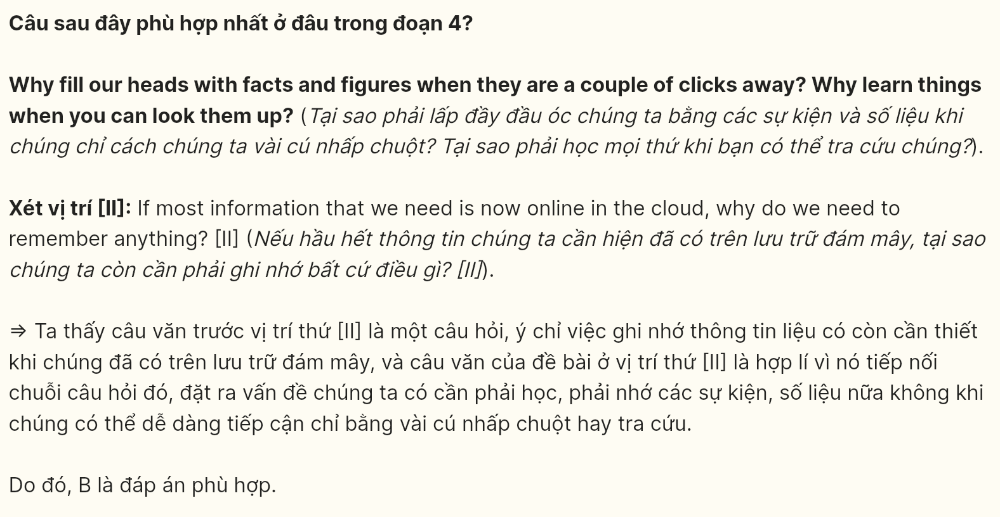 Câu sau đây phù hợp nhất ở đâu trong đoạn 4?
Why fill our heads with facts and figures when they are a couple of clicks away? Why learn things
when you can look them up? (Tại sao phải lấp đầy đầu óc chúng ta bằng các sự kiện và số liệu khi
chúng chỉ cách chúng ta vài cú nhấp chuột? Tại sao phải học mọi thứ khi bạn có thể tra cứu chúng?).
Xét vị trí [II]: If most information that we need is now online in the cloud, why do we need to
remember anything? [II] (Nếu hầu hết thông tin chúng ta cần hiện đã có trên lưu trữ đám mây, tại sao
chúng ta còn cần phải ghi nhớ bất cứ điều gì? [II]).
⇒ Ta thấy câu văn trước vị trí thứ [II] là một câu hỏi, ý chỉ việc ghi nhớ thông tin liệu có còn cần thiết
khi chúng đã có trên lưu trữ đám mây, và câu văn của đề bài ở vị trí thứ [II] là hợp lí vì nó tiếp nối
chuỗi câu hỏi đó, đặt ra vấn đề chúng ta có cần phải học, phải nhớ các sự kiện, số liệu nữa không khi
chúng có thể dễ dàng tiếp cận chỉ bằng vài cú nhấp chuột hay tra cứu.
Do đó, B là đáp án phù hợp.